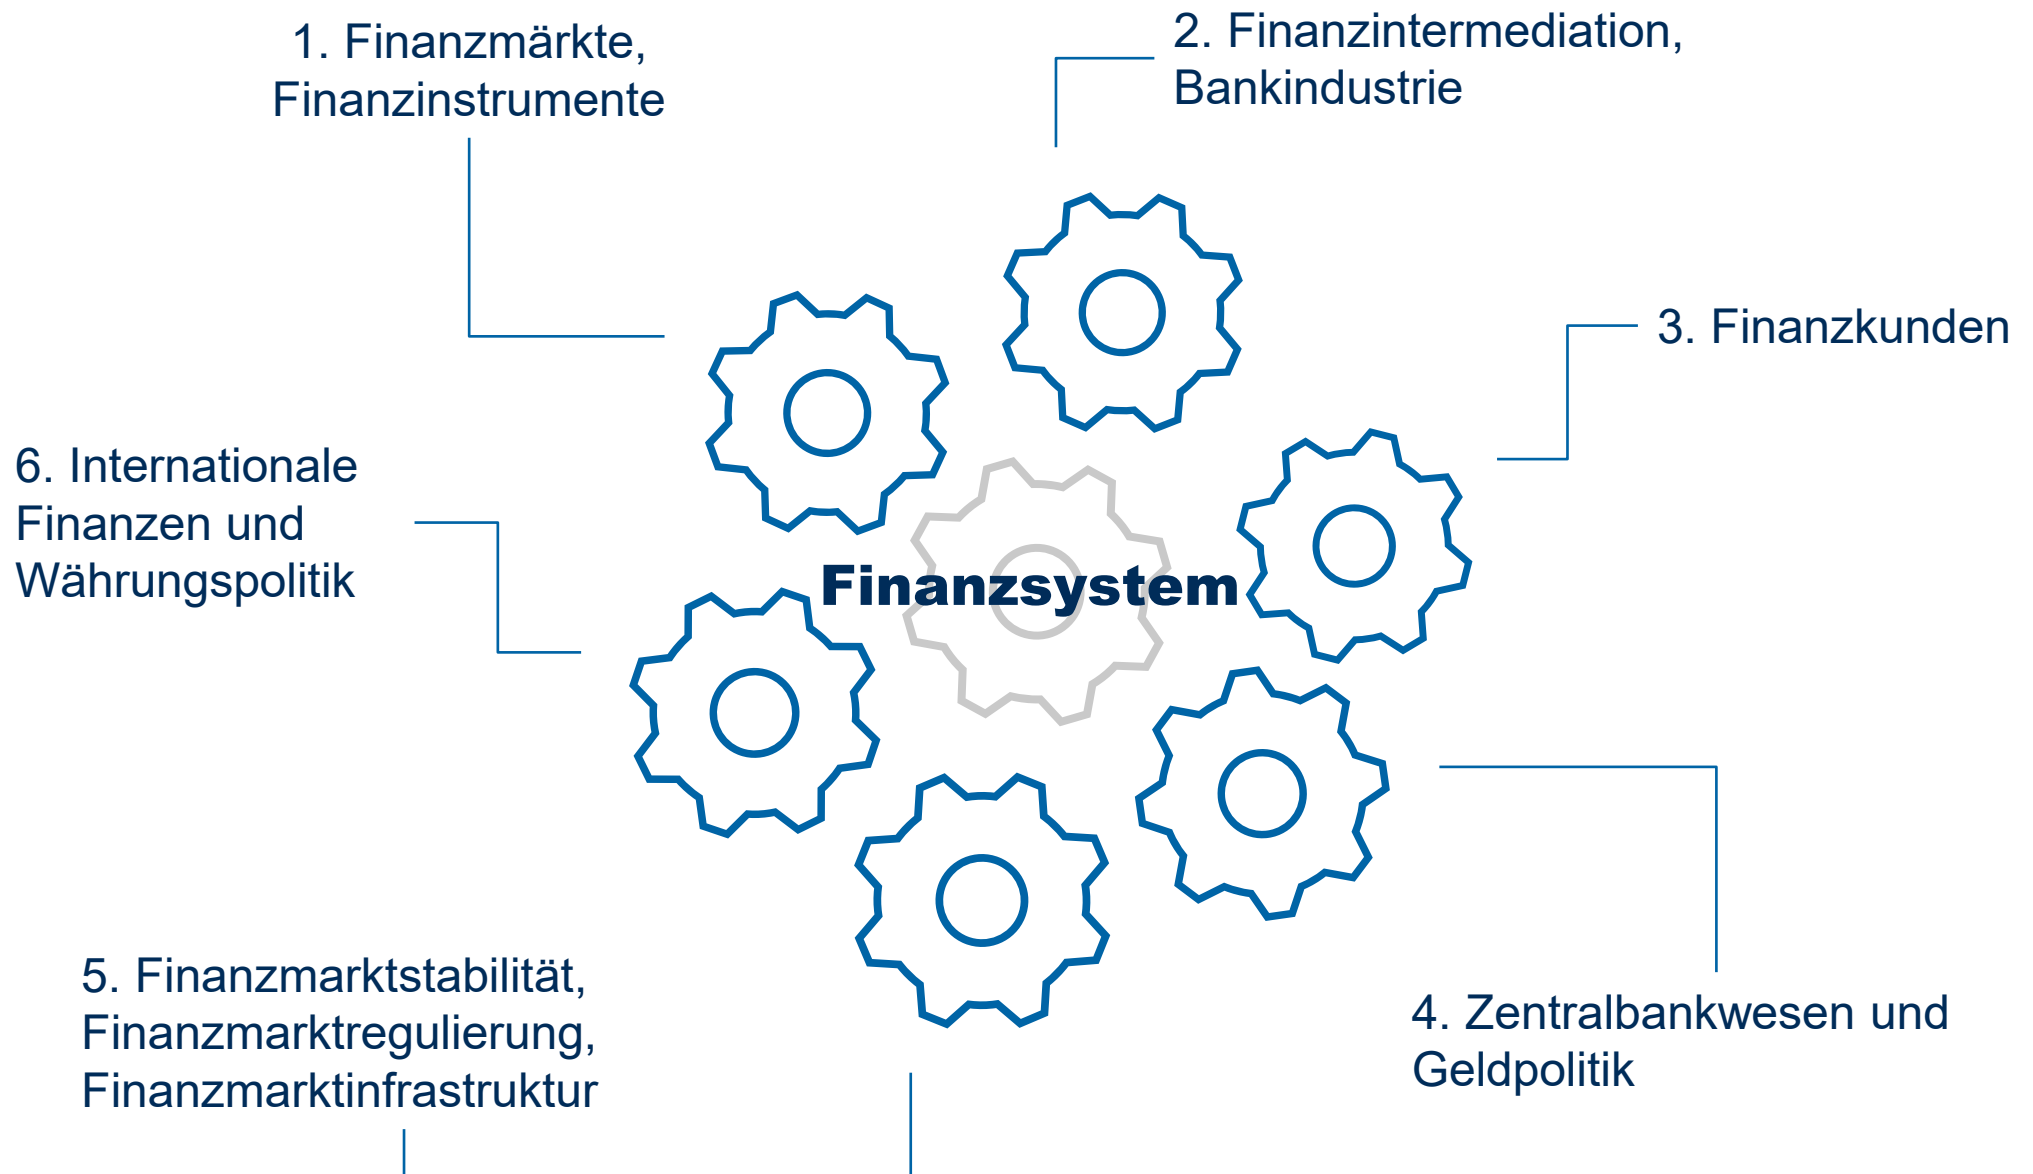 1. Finanzmärkte,
Finanzinstrumente
2. Finanzintermediation,
Bankindustrie
3. Finanzkunden
6. Internationale
Finanzen und
Währungspolitik
Finanzsystem
5. Finanzmarktstabilität,
Finanzmarktregulierung,
Finanzmarktinfrastruktur
4. Zentralbankwesen und
Geldpolitik